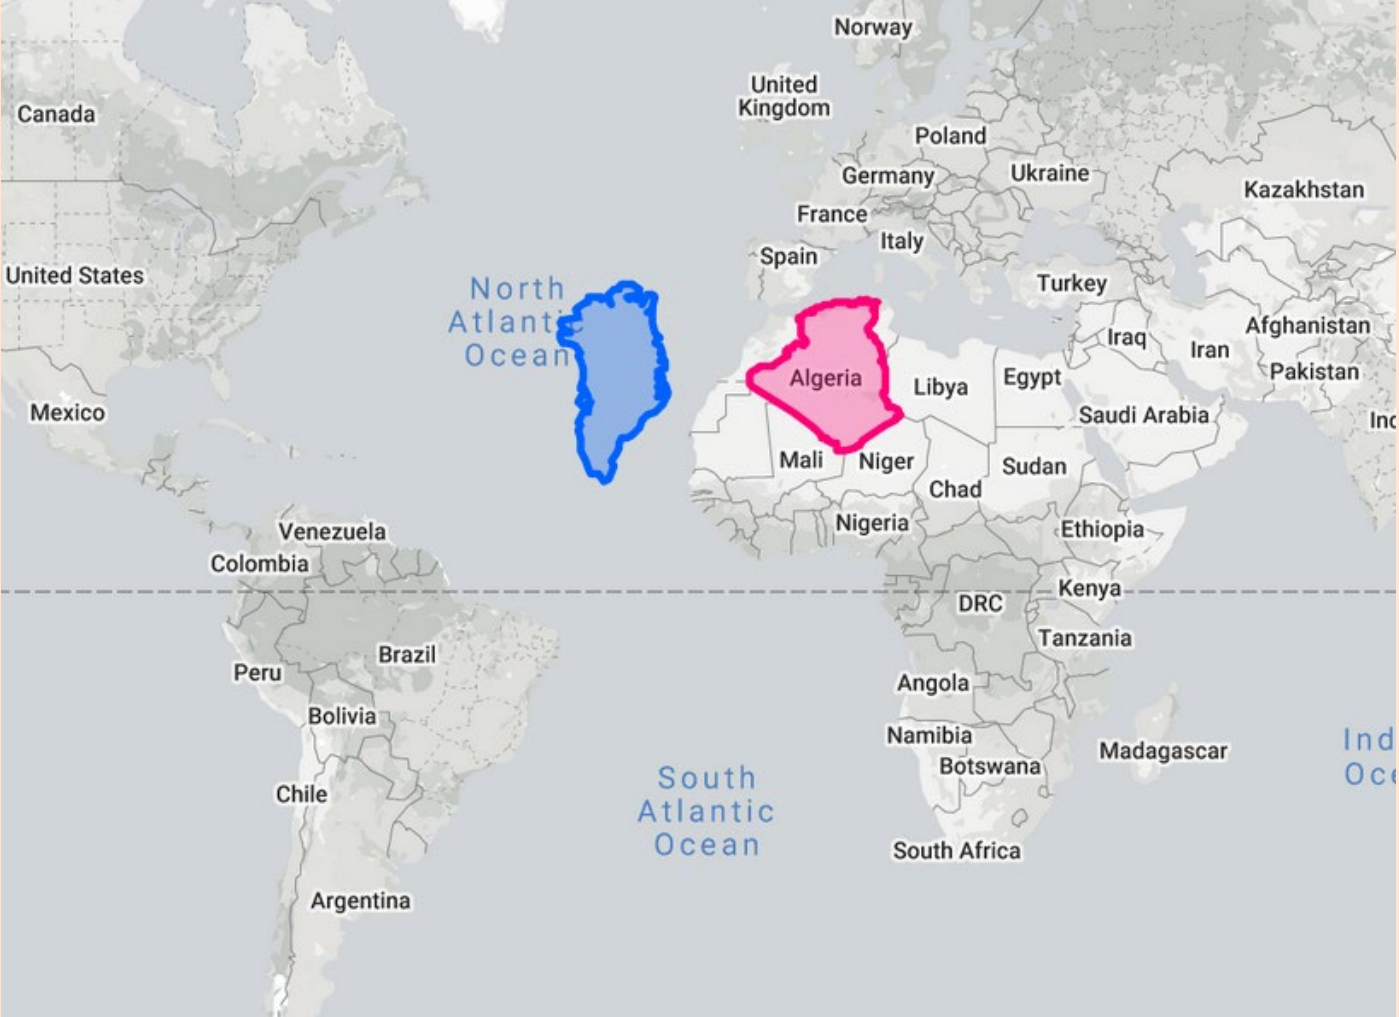 Norway
United
Kingdom
Canada
Poland
Germany
Ukraine
Kazakhstan
France
Italy
Spain
United States
Turkey
North
Atlantic
Ocean
Afghanistan
Iraq
Iran
Pakistan
Algeria
Libya
Egypt
Mexico
Saudi Arabia
Inc
Mali
Niger
Sudan
Chad
Nigeria
Ethiopia
Venezuela
Colombia
Kenya
DRC
Tanzania
Brazil
Peru
Angola
Bolivia
Namibia
Madagascar
Botswana
Ind
Oce
South
Atlantic
Ocean
Chile
South Africa
Argentina